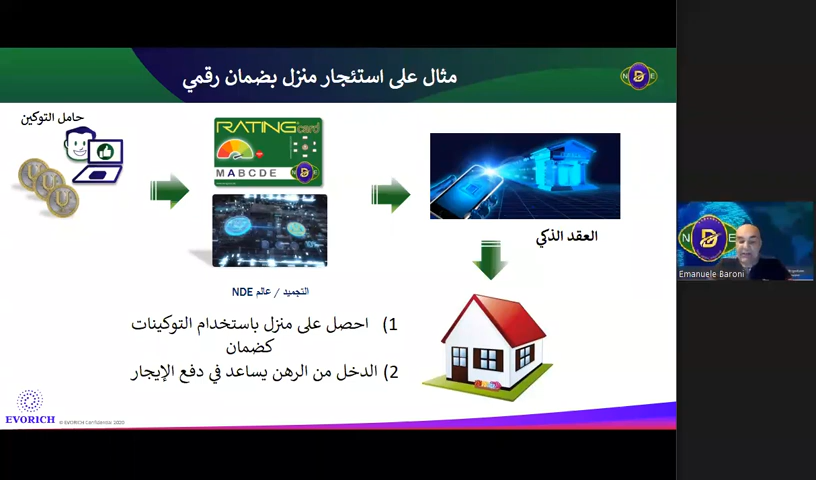 مثال على استئجار منزل بضمان رقمي
N D E
حامل التوكين
RATING card
M A B C D E
العقد الذكي
التجميد / عالم NDE
1) احصل على منزل باستخدام التوكينات
كضمان
2) الدخل من الرهن يساعد في دفع الإيجار
EVORICH
N D E
Emanuele Baroni